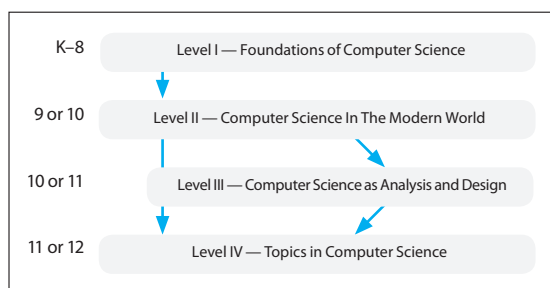 K–8 Level I — Foundations of Computer Science
9 or 10 Level II — Computer Science In The Modern World
10 or 11 Level III — Computer Science as Analysis and Design
11 or 12 Level IV — Topics in Computer Science